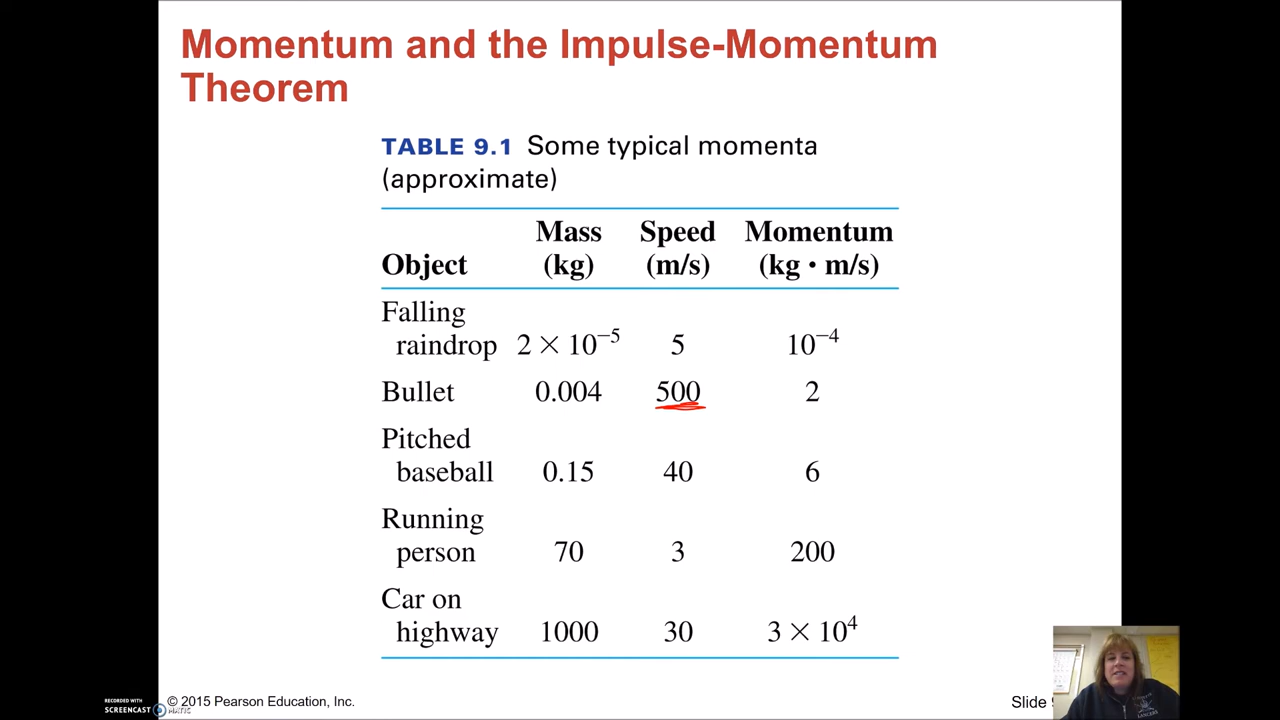 Momentum and the Impulse-Momentum
Theorem
TABLE 9.1 Some typical momenta
(approximate)
Mass Speed Momentum
Object (kg) (m/s) (kg • m/s)
Falling
raindrop 2 × 10⁻⁵ 5 10⁻⁴
Bullet 0.004 500 2
Pitched
baseball 0.15 40 6
Running
person 70 3 200
Car on
highway 1000 30 3 × 10⁴
RECORDED WITH
SCREENCAST MATIC
© 2015 Pearson Education, Inc.
Slide
LANCERS